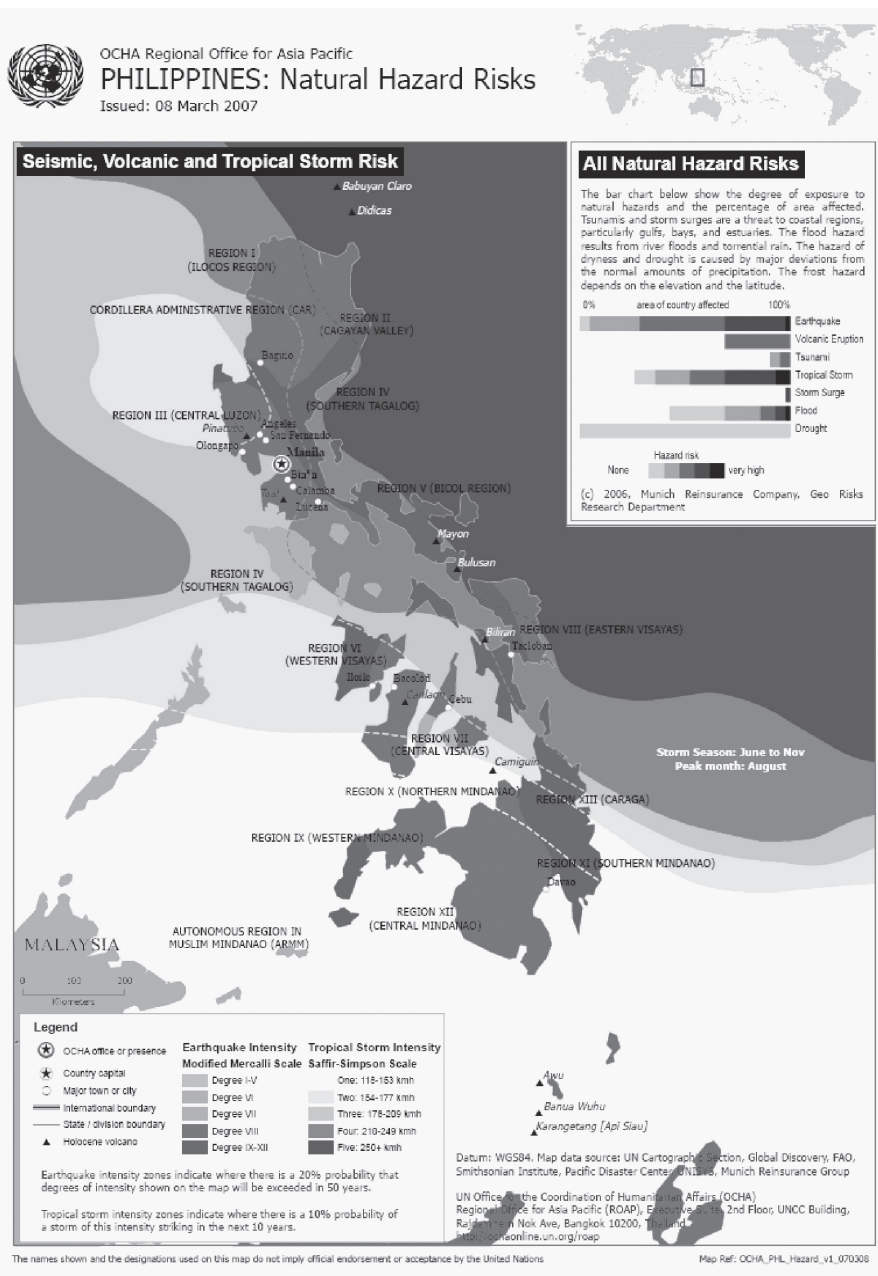 OCHA Regional Office for Asia Pacific
PHILIPPINES: Natural Hazard Risks
Issued: 08 March 2007
Seismic, Volcanic and Tropical Storm Risk
Babuyan Claro
Didicas
REGION I
(ILOCOS REGION)
CORDILLERA ADMINISTRATIVE REGION (CAR)
REGION II
(CAGAYAN VALLEY)
Baguio
REGION IV
(SOUTHERN TAGALOG)
REGION III (CENTRAL LUZON)
Angeles
Pinatubo
San Fernando
Olongapo
Manila
Calamba
Lucena
REGION V (BICOL REGION)
Mayon
Bulusan
REGION IV
(SOUTHERN TAGALOG)
Biliran
REGION VIII (EASTERN VISAYAS)
Tacloban
REGION VI
(WESTERN VISAYAS)
Iloilo
Bacolod
Cebu
REGION VII
(CENTRAL VISAYAS)
Storm Season: June to Nov
Peak month: August
Camiguin
REGION X (NORTHERN MINDANAO)
REGION XIII (CARAGA)
REGION IX (WESTERN MINDANAO)
REGION XI (SOUTHERN MINDANAO)
Davao
REGION XII
(CENTRAL MINDANAO)
AUTONOMOUS REGION IN
MUSLIM MINDANAO (ARMM)
MALAYSIA
0 100 200
Kilometers
Awu
Banua Wuhu
Karangetang [Api Siau]
All Natural Hazard Risks
The bar chart below show the degree of exposure to
natural hazards and the percentage of area affected.
Tsunamis and storm surges are a threat to coastal regions,
particularly gulfs, bays, and estuaries. The flood hazard
results from river floods and torrential rain. The hazard of
dryness and drought is caused by major deviations from
the normal amounts of precipitation. The frost hazard
depends on the elevation and the latitude.
0% area of country affected 100%
Earthquake
Volcanic Eruption
Tsunami
Tropical Storm
Storm Surge
Flood
Drought
Hazard risk
None very high
(c) 2006, Munich Reinsurance Company, Geo Risks
Research Department
Legend
OCHA office or presence
Country capital
Major town or city
International boundary
State / division boundary
Holocene volcano
Earthquake Intensity
Modified Mercalli Scale
Degree I-V
Degree VI
Degree VII
Degree VIII
Degree IX-XII
Tropical Storm Intensity
Saffir-Simpson Scale
One: 118-153 kmh
Two: 154-177 kmh
Three: 178-209 kmh
Four: 210-249 kmh
Five: 250+ kmh
Earthquake intensity zones indicate where there is a 20% probability that
degrees of intensity shown on the map will be exceeded in 50 years.
Tropical storm intensity zones indicate where there is a 10% probability of
a storm of this intensity striking in the next 10 years.
Datum: WGS84. Map data sources: UN Cartographic Section, Global Discovery, FAO,
Smithsonian Institute, Pacific Disaster Center, UNISYS, Munich Reinsurance Group
UN Office for the Coordination of Humanitarian Affairs (OCHA)
Regional Office for Asia Pacific (ROAP), Executive 2nd Floor, UNCC Building,
Nok Ave, Bangkok 10200, Thailand
http://ochaonline.un.org/roap
The names shown and the designations used on this map do not imply official endorsement or acceptance by the United Nations
Map Ref: OCHA_PHL_Hazard_v1_070308